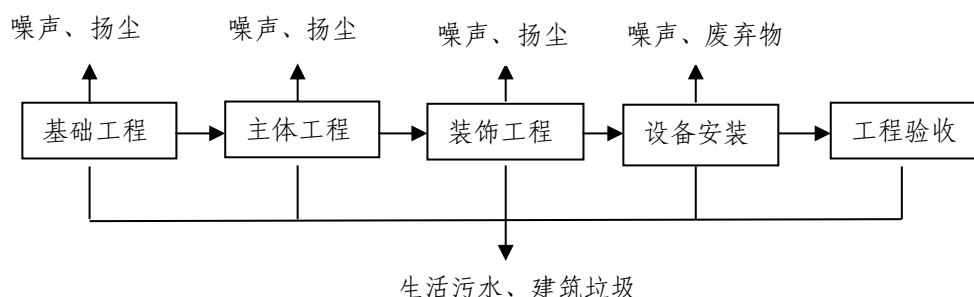 噪声、扬尘 噪声、扬尘 噪声、扬尘 噪声、废弃物
基础工程 主体工程 装饰工程 设备安装 工程验收
生活污水、建筑垃圾